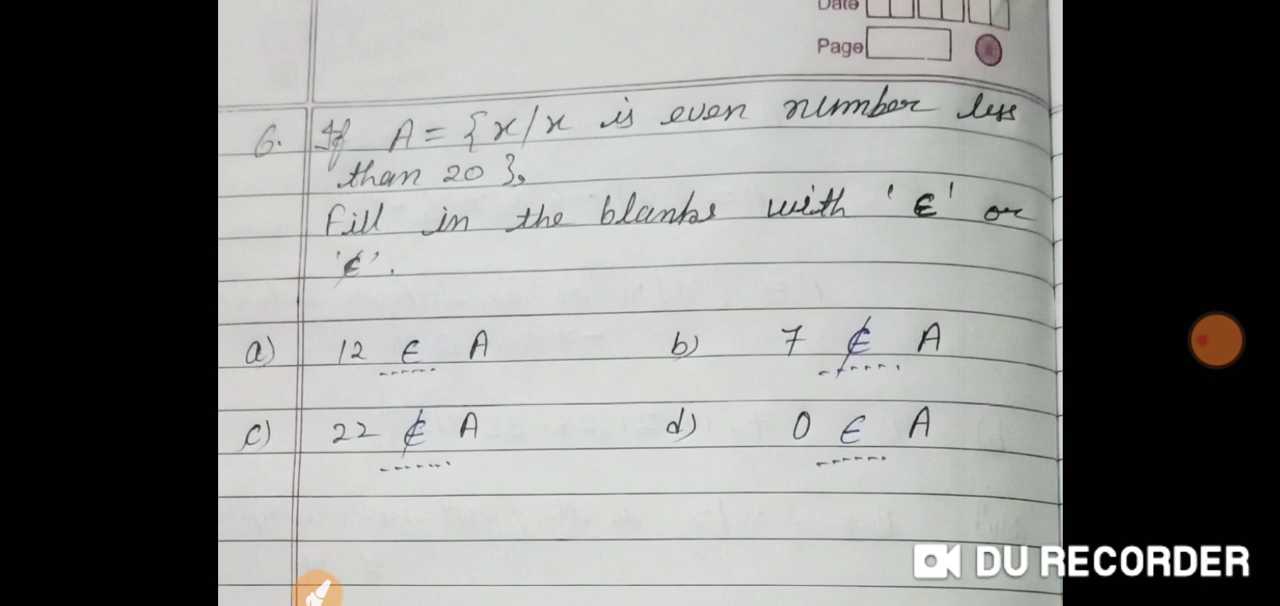 Date
Page
6. If A = {x/x is even number less
than 20}.
Fill in the blanks with '∈' or
'∉'.
a) 12 ∈ A b) 7 ∉ A
c) 22 ∉ A d) 0 ∈ A
DU RECORDER